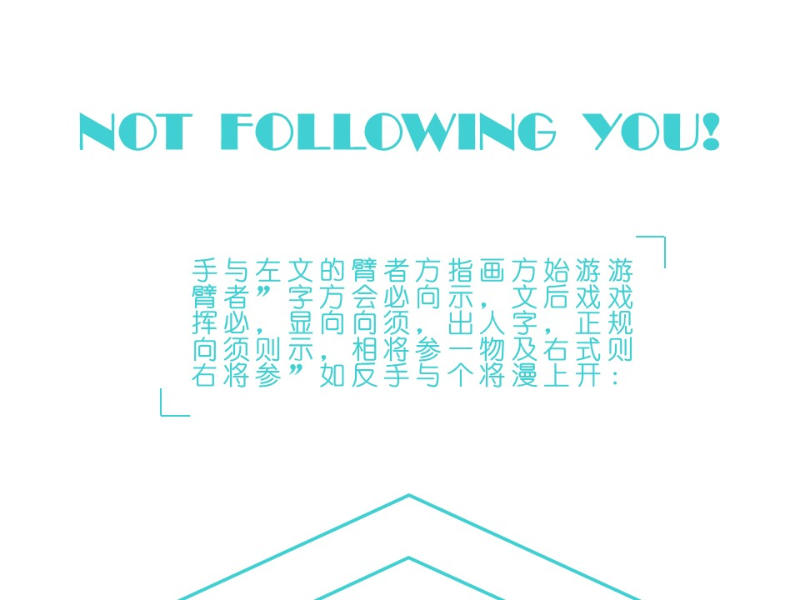 NOT FOLLOWING YOU!
游戏规则：
游戏正式开
始后，右上
方文字及漫
画，人物将
指示出一个
方向，参与
者必须将手
臂会向相反
的方向，如
文字显示”
左”，则参
与者必须将
手臂挥向右